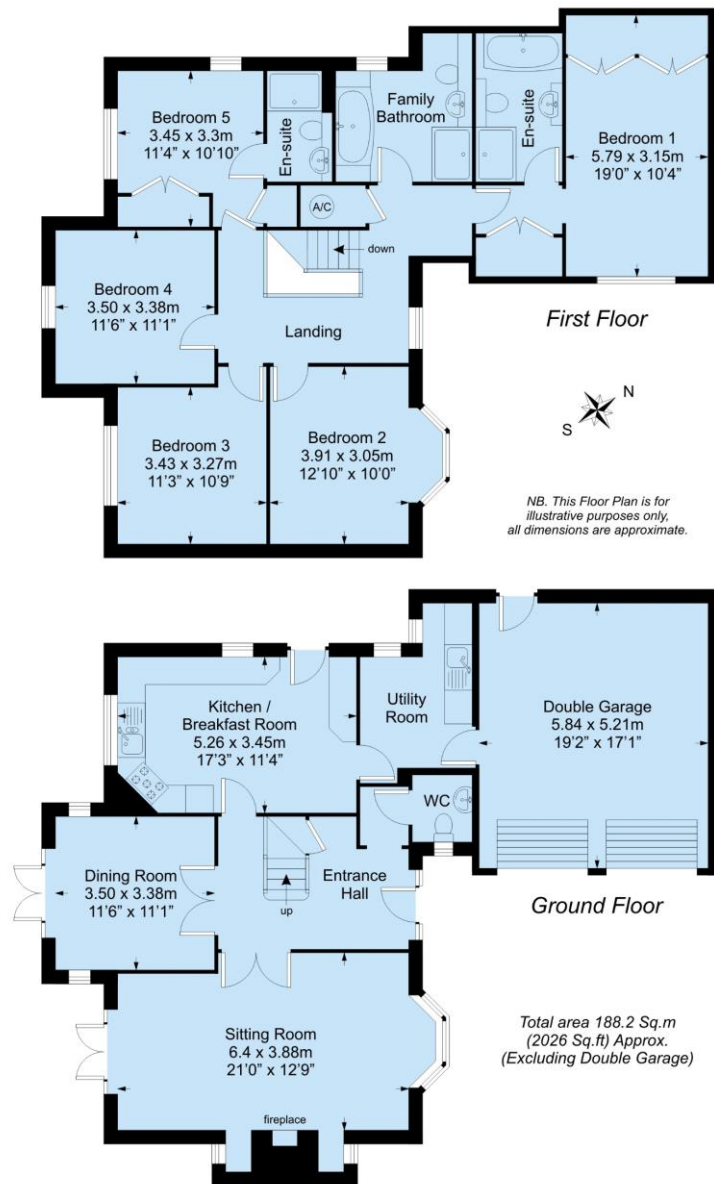 Bedroom 5
3.45 x 3.3m
11'4" x 10'10"
En-suite
Family
Bathroom
En-suite
Bedroom 1
5.79 x 3.15m
19'0" x 10'4"
A/C
down
Bedroom 4
3.50 x 3.38m
11'6" x 11'1"
Landing
First Floor
Bedroom 3
3.43 x 3.27m
11'3" x 10'9"
Bedroom 2
3.91 x 3.05m
12'10" x 10'0"
N
S
NB. This Floor Plan is for
illustrative purposes only,
all dimensions are approximate.
Kitchen /
Breakfast Room
5.26 x 3.45m
17'3" x 11'4"
Utility
Room
Double Garage
5.84 x 5.21m
19'2" x 17'1"
WC
Dining Room
3.50 x 3.38m
11'6" x 11'1"
up
Entrance
Hall
Ground Floor
Sitting Room
6.4 x 3.88m
21'0" x 12'9"
fireplace
Total area 188.2 Sq.m
(2026 Sq.ft) Approx.
(Excluding Double Garage)